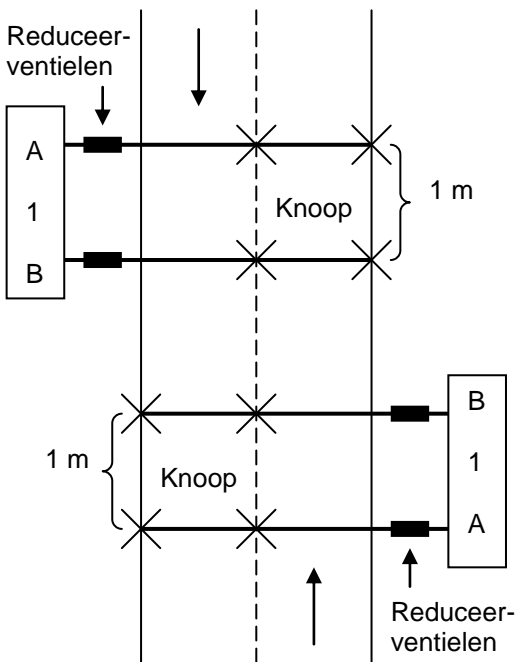 Reduceer-
ventielen
A
1
B
Knoop
1 m
B
1
A
1 m
Knoop
Reduceer-
ventielen